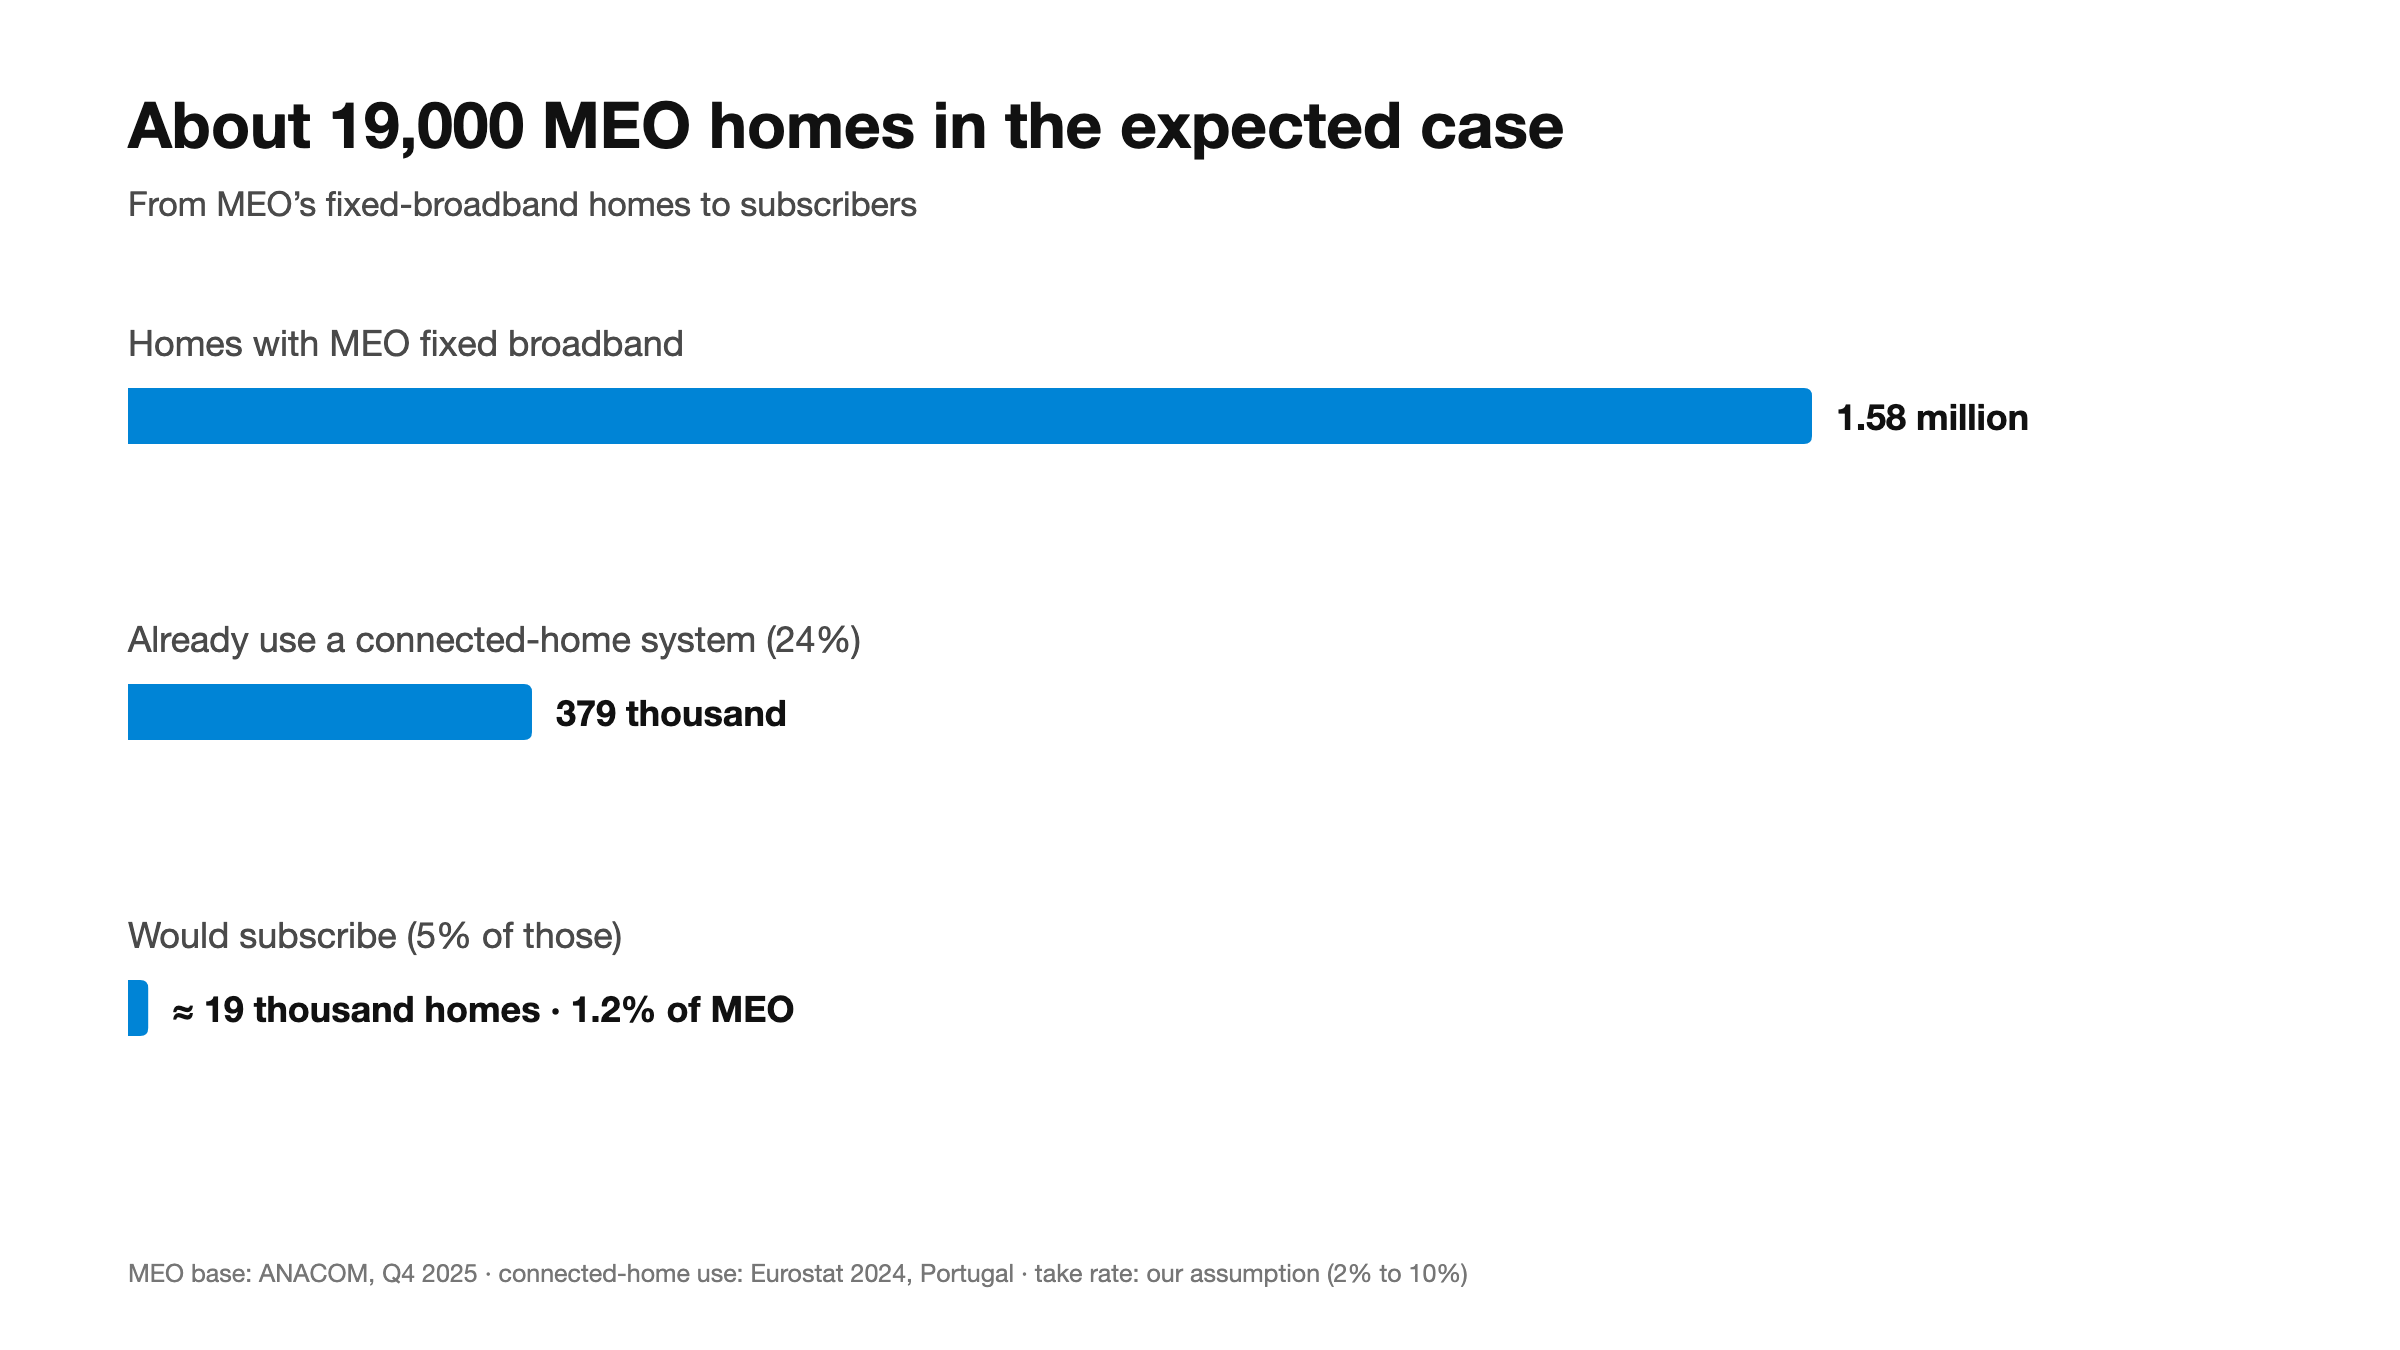 About 19,000 MEO homes in the expected case
From MEO’s fixed-broadband homes to subscribers
Homes with MEO fixed broadband
1.58 million
Already use a connected-home system (24%)
379 thousand
Would subscribe (5% of those)
≈ 19 thousand homes · 1.2% of MEO
MEO base: ANACOM, Q4 2025 · connected-home use: Eurostat 2024, Portugal · take rate: our assumption (2% to 10%)